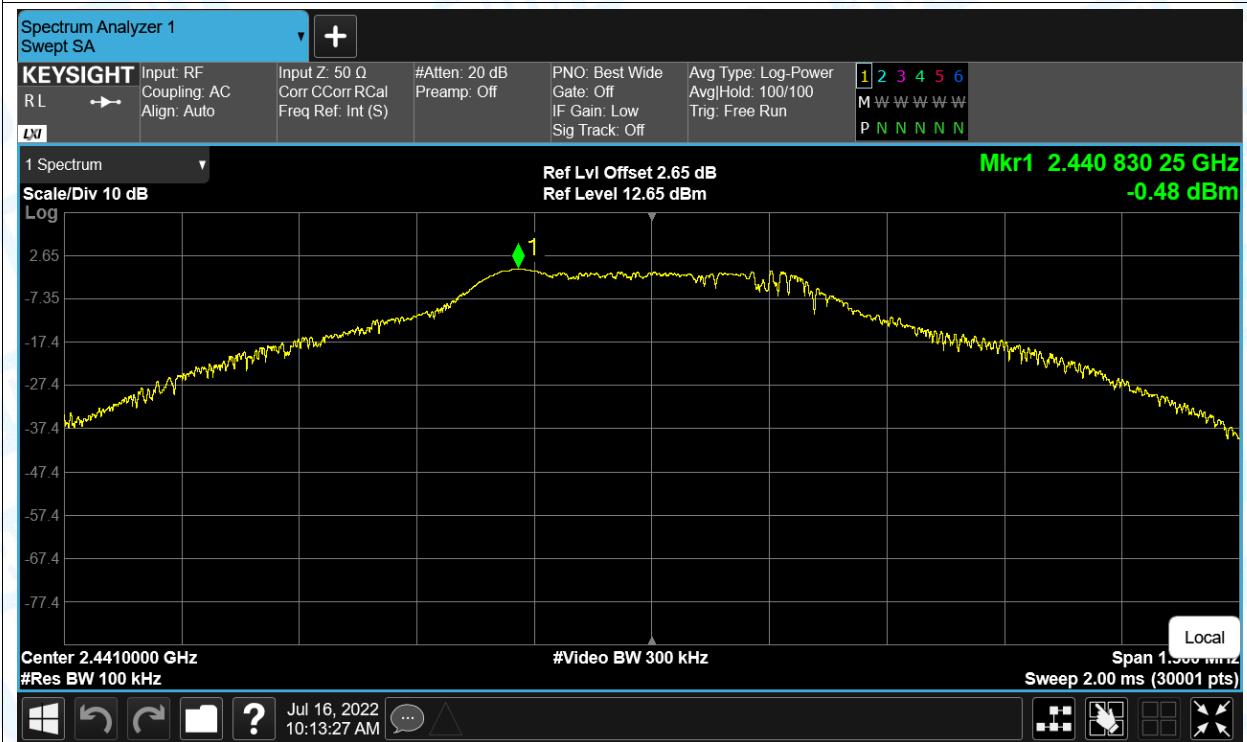 Spectrum Analyzer 1
Swept SA
KEYSIGHT
R L
LXI
Input: RF
Coupling: AC
Align: Auto
Input Z: 50 Ω
Corr CCorr RCal
Freq Ref: Int (S)
#Atten: 20 dB
Preamp: Off
PNO: Best Wide
Gate: Off
IF Gain: Low
Sig Track: Off
Avg Type: Log-Power
Avg|Hold: 100/100
Trig: Free Run
1 2 3 4 5 6
M W W W W W
P N N N N N
1 Spectrum
Scale/Div 10 dB
Log
Ref Lvl Offset 2.65 dB
Ref Level 12.65 dBm
Mkr1 2.440 830 25 GHz
-0.48 dBm
1
2.65
-7.35
-17.4
-27.4
-37.4
-47.4
-57.4
-67.4
-77.4
Local
Center 2.4410000 GHz
#Video BW 300 kHz
Span
#Res BW 100 kHz
Sweep 2.00 ms (30001 pts)
?
Jul 16, 2022
10:13:27 AM